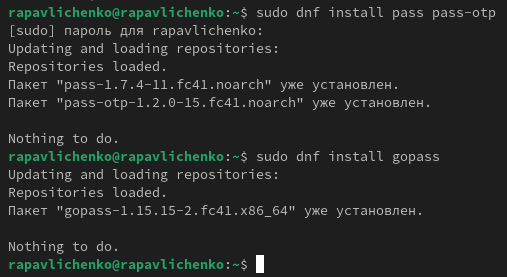 rapavlichenko@rapavlichenko:~$ sudo dnf install pass pass-otp
[sudo] пароль для rapavlichenko:
Updating and loading repositories:
Repositories loaded.
Пакет "pass-1.7.4-11.fc41.noarch" уже установлен.
Пакет "pass-otp-1.2.0-15.fc41.noarch" уже установлен.

Nothing to do.
rapavlichenko@rapavlichenko:~$ sudo dnf install gopass
Updating and loading repositories:
Repositories loaded.
Пакет "gopass-1.15.15-2.fc41.x86_64" уже установлен.

Nothing to do.
rapavlichenko@rapavlichenko:~$